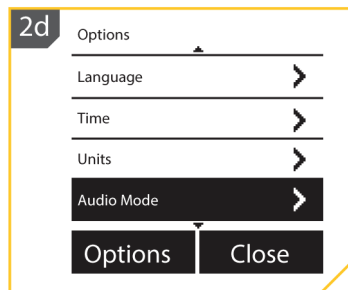 2d
Options
Language
Time
Units
Audio Mode
Options Close